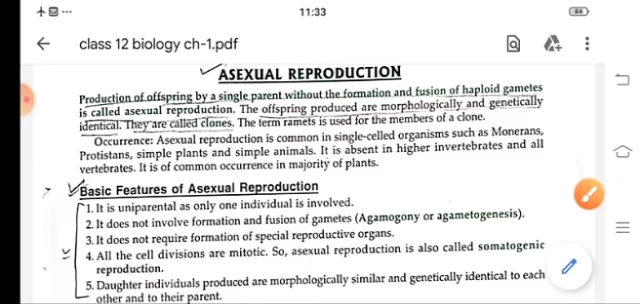 11:33
84
class 12 biology ch-1.pdf
ASEXUAL REPRODUCTION
Production of offspring by a single parent without the formation and fusion of haploid gametes
is called asexual reproduction. The offspring produced are morphologically and genetically
identical. They are called clones. The term ramets is used for the members of a clone.
Occurrence: Asexual reproduction is common in single-celled organisms such as Monerans,
Protistans, simple plants and simple animals. It is absent in higher invertebrates and all
vertebrates. It is of common occurrence in majority of plants.
Basic Features of Asexual Reproduction
1. It is uniparental as only one individual is involved.
2. It does not involve formation and fusion of gametes (Agamogony or agametogenesis).
3. It does not require formation of special reproductive organs.
4. All the cell divisions are mitotic. So, asexual reproduction is also called somatogenic
reproduction.
5. Daughter individuals produced are morphologically similar and genetically identical to each
other and to their parent.